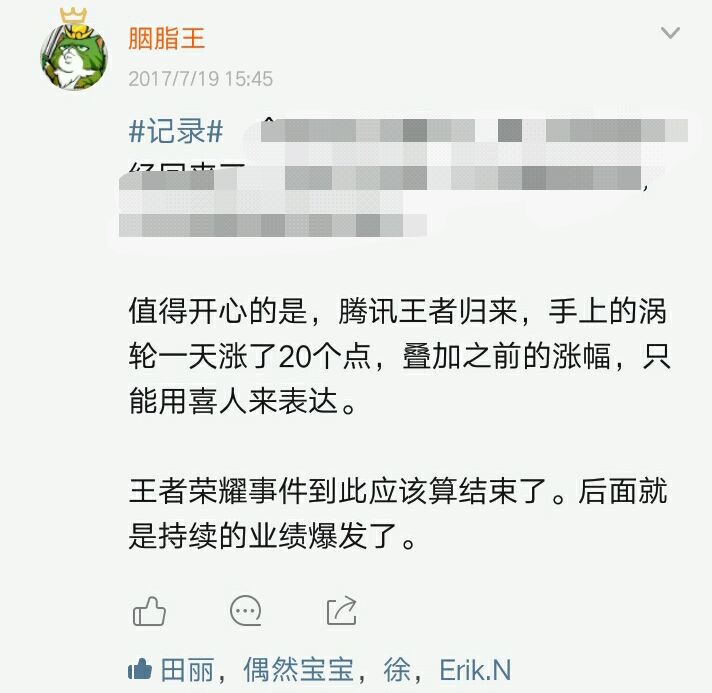 胭脂王
2017/7/19 15:45
#记录#
值得开心的是，腾讯王者归来，手上的涡
轮一天涨了20个点，叠加之前的涨幅，只
能用喜人来表达。
王者荣耀事件到此应该算结束了。后面就
是持续的业绩爆发了。
田丽，偶然宝宝，徐，Erik.N